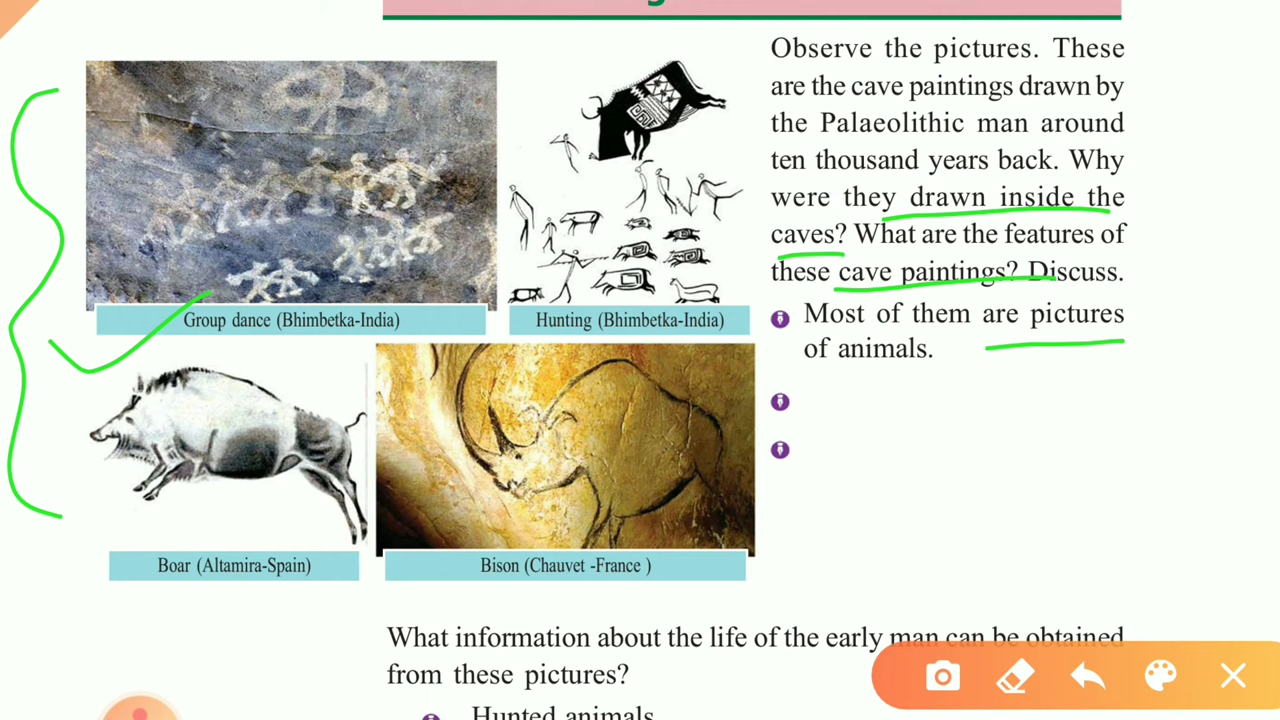 Observe the pictures. These
are the cave paintings drawn by
the Palaeolithic man around
ten thousand years back. Why
were they drawn inside the
caves? What are the features of
these cave paintings? Discuss.
Most of them are pictures
of animals.
Group dance (Bhimbetka-India)
Hunting (Bhimbetka-India)
Boar (Altamira-Spain)
Bison (Chauvet -France )
What information about the life of the early man can be obtained
from these pictures?
Hunted animals